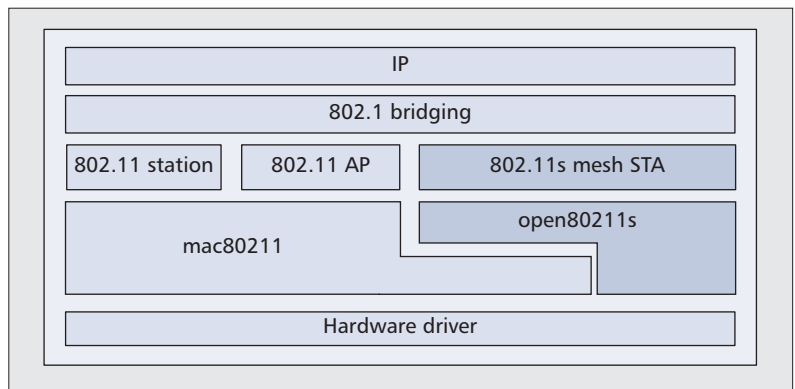 IP
802.1 bridging
802.11 station
802.11 AP
802.11s mesh STA
open80211s
mac80211
Hardware driver